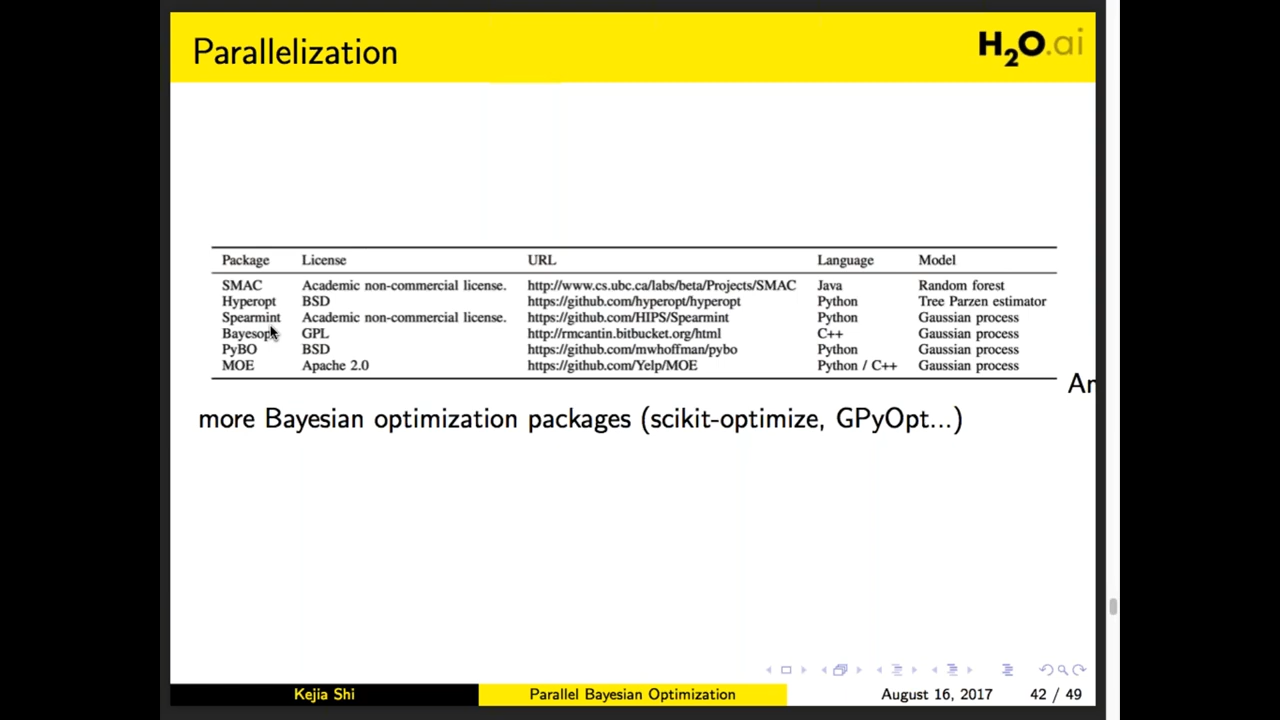 Parallelization
H2O.ai
Package License URL Language Model
SMAC Academic non-commercial license. http://www.cs.ubc.ca/labs/beta/Projects/SMAC Java Random forest
Hyperopt BSD https://github.com/hyperopt/hyperopt Python Tree Parzen estimator
Spearmint Academic non-commercial license. https://github.com/HIPS/Spearmint Python Gaussian process
Bayesopt GPL http://rmcantin.bitbucket.org/html C++ Gaussian process
PyBO BSD https://github.com/mwhoffman/pybo Python Gaussian process
MOE Apache 2.0 https://github.com/Yelp/MOE Python / C++ Gaussian process
more Bayesian optimization packages (scikit-optimize, GPyOpt...)
Kejia Shi Parallel Bayesian Optimization August 16, 2017 42 / 49